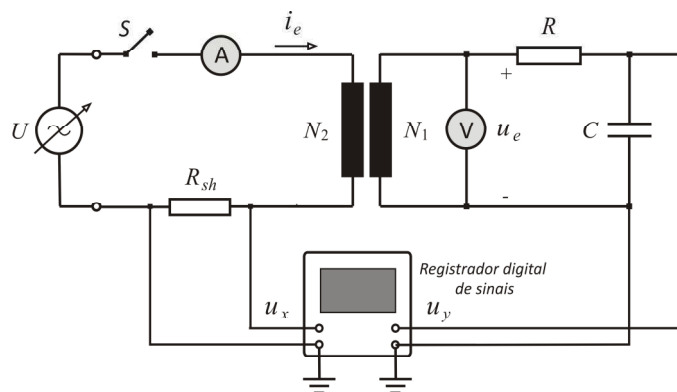 S
i_e
A
R
U
N_2
N_1
V
+
u_e
-
C
R_sh
Registrador digital
de sinais
u_x
u_y